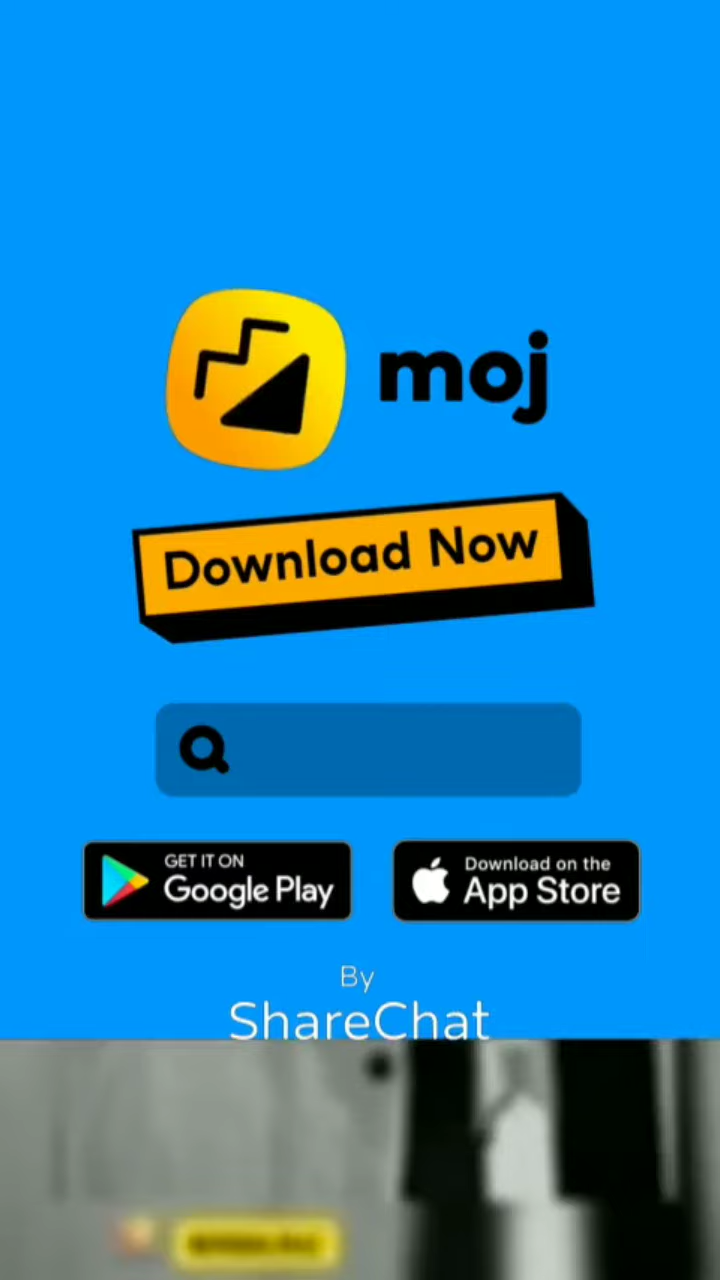 moj
Download Now
GET IT ON
Google Play
Download on the
App Store
By
ShareChat